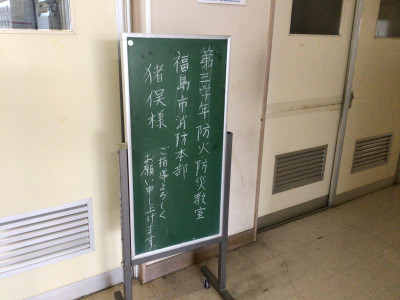 第三学年 防火防災教室
福島市消防本部
猪俣様
ご指導よろしく
お願い申し上げます。